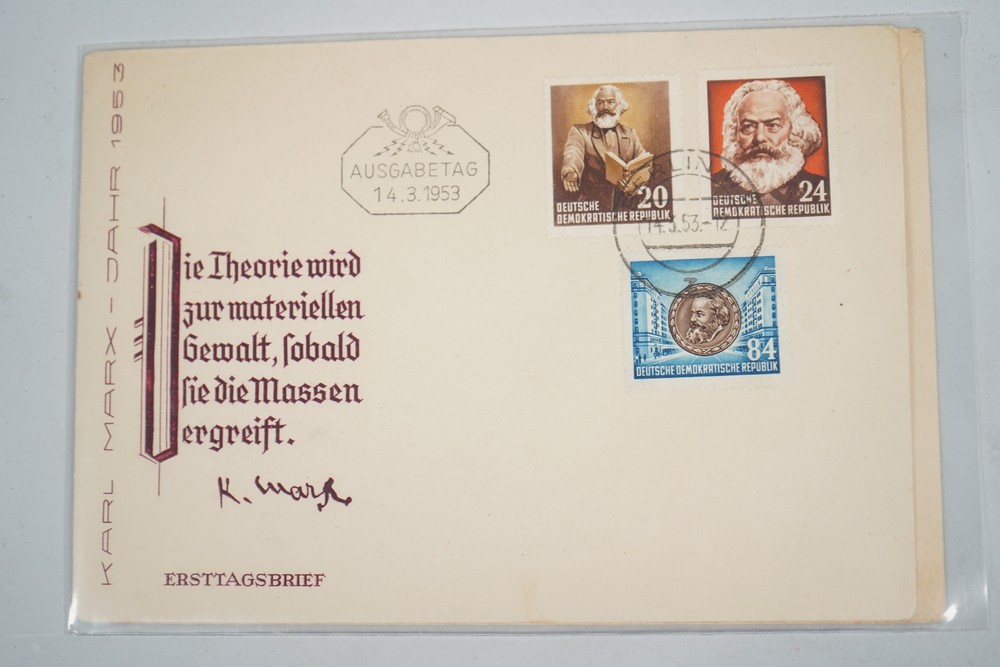 KARL MARX-JAHR 1953
AUSGABETAG
14.3.1953
20
DEUTSCHE
DEMOKRATISCHE REPUBLIK
24
DEUTSCHE
DEMOKRATISCHE REPUBLIK
14.3.53.-12
84
DEUTSCHE DEMOKRATISCHE REPUBLIK
Die Theorie wird
zur materiellen
Gewalt, sobald
sie die Massen
ergreift.
K. Marx
ERSTTAGSBRIEF